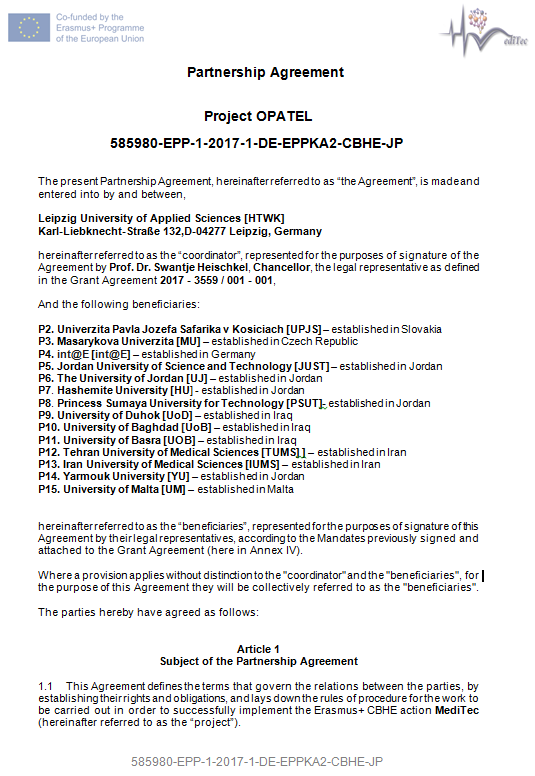 Co-funded by the
Erasmus+ Programme
of the European Union
ediTec
Partnership Agreement
Project OPATEL
585980-EPP-1-2017-1-DE-EPPKA2-CBHE-JP
The present Partnership Agreement, hereinafter referred to as “the Agreement”, is made and
entered into by and between,
Leipzig University of Applied Sciences [HTWK]
Karl-Liebknecht-Straße 132,D-04277 Leipzig, Germany
hereinafter referred to as the “coordinator”, represented for the purposes of signature of the
Agreement by Prof. Dr. Swantje Heischkel, Chancellor, the legal representative as defined
in the Grant Agreement 2017 - 3559 / 001 - 001,
And the following beneficiaries:
P2. Univerzita Pavla Jozefa Safarika v Kosiciach [UPJS] – established in Slovakia
P3. Masarykova Univerzita [MU] – established in Czech Republic
P4. int@E [int@E] – established in Germany
P5. Jordan University of Science and Technology [JUST] – established in Jordan
P6. The University of Jordan [UJ] – established in Jordan
P7. Hashemite University [HU] - established in Jordan
P8. Princess Sumaya University for Technology [PSUT]- established in Jordan
P9. University of Duhok [UoD] – established in Iraq
P10. University of Baghdad [UoB] – established in Iraq
P11. University of Basra [UOB] – established in Iraq
P12. Tehran University of Medical Sciences [TUMS] ] – established in Iran
P13. Iran University of Medical Sciences [IUMS] – established in Iran
P14. Yarmouk University [YU] – established in Jordan
P15. University of Malta [UM] – established in Malta
hereinafter referred to as the “beneficiaries”, represented for the purposes of signature of this
Agreement by their legal representatives, according to the Mandates previously signed and
attached to the Grant Agreement (here in Annex IV).
Where a provision applies without distinction to the "coordinator" and the "beneficiaries", for
the purpose of this Agreement they will be collectively referred to as the "beneficiaries".
The parties hereby have agreed as follows:
Article 1
Subject of the Partnership Agreement
1.1 This Agreement defines the terms that govern the relations between the parties, by
establishing their rights and obligations, and lays down the rules of procedure for the work to
be carried out in order to successfully implement the Erasmus+ CBHE action MediTec
(hereinafter referred to as the “project”).
585980-EPP-1-2017-1-DE-EPPKA2-CBHE-JP